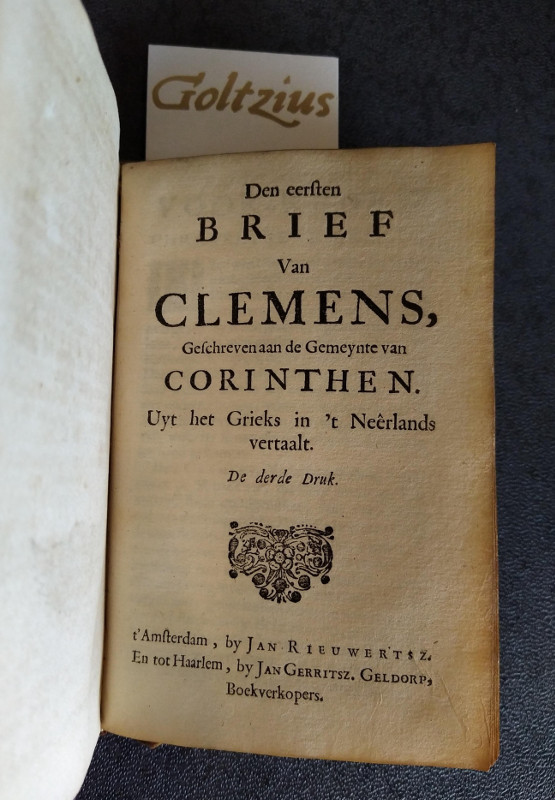 Goltzius
Den eerſten
BRIEF
Van
CLEMENS,
Geſchreven aan de Gemeynte van
CORINTHEN.
Uyt het Grieks in 't Neêrlands
vertaalt.
De derde Druk.
t'Amſterdam, by JAN RIEUWERTSZ.
En tot Haarlem, by JAN GERRITSZ. GELDORP,
Boekverkopers.